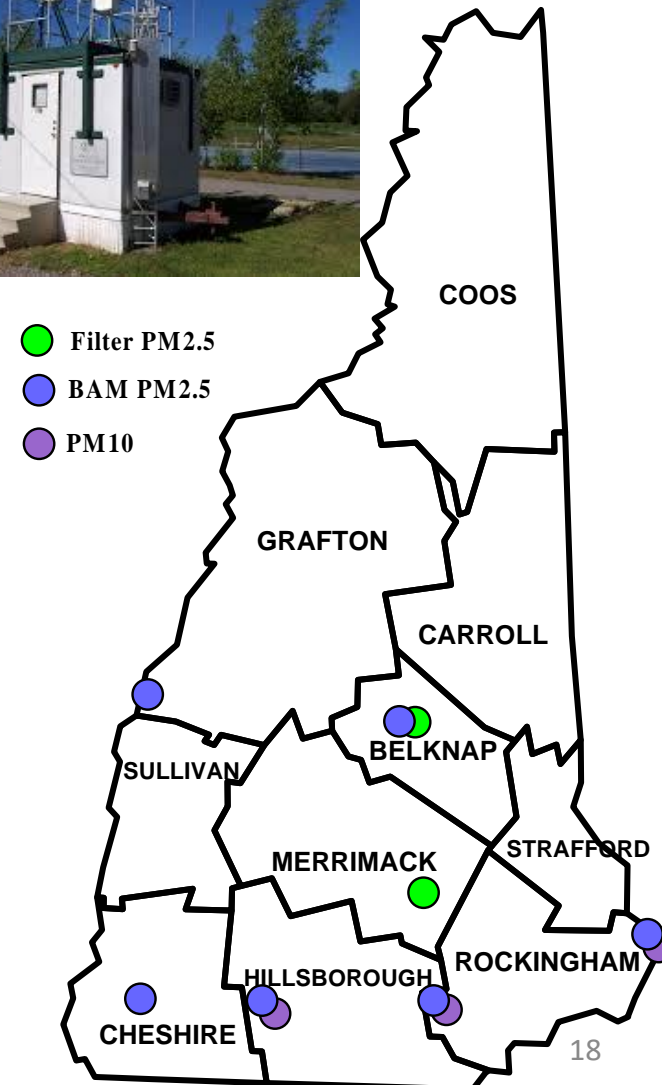 COOS
Filter PM2.5
BAM PM2.5
PM10
GRAFTON
CARROLL
BELKNAP
SULLIVAN
STRAFFORD
MERRIMACK
ROCKINGHAM
HILLSBOROUGH
CHESHIRE
18